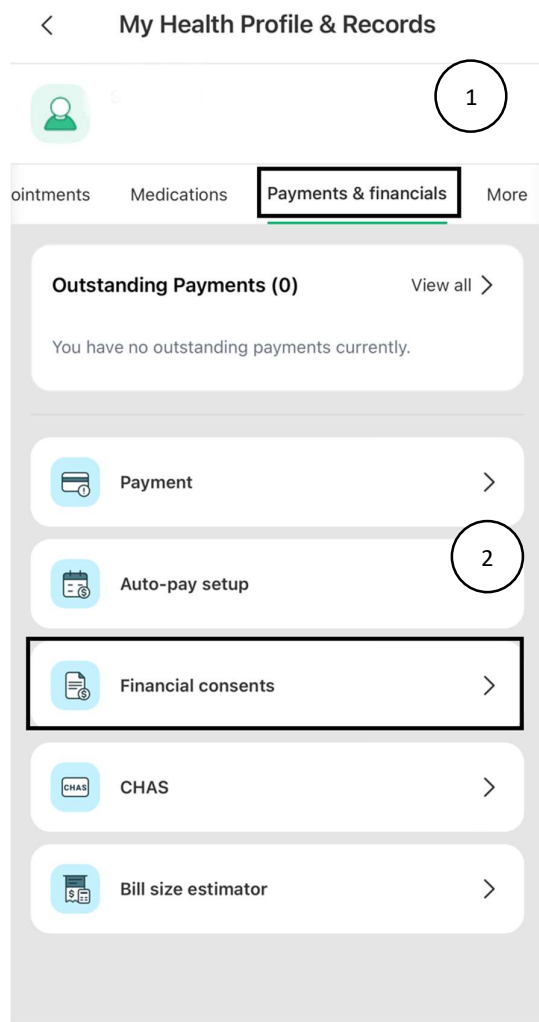 My Health Profile & Records
1
ointments Medications Payments & financials More
Outstanding Payments (0) View all
You have no outstanding payments currently.
Payment
2
Auto-pay setup
Financial consents
CHAS CHAS
Bill size estimator